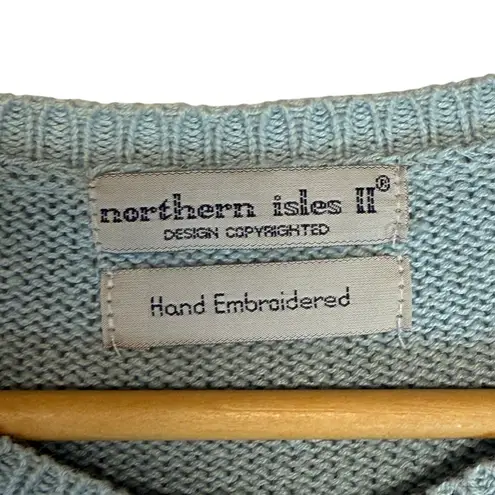 northern isles II®
DESIGN COPYRIGHTED
Hand Embroidered